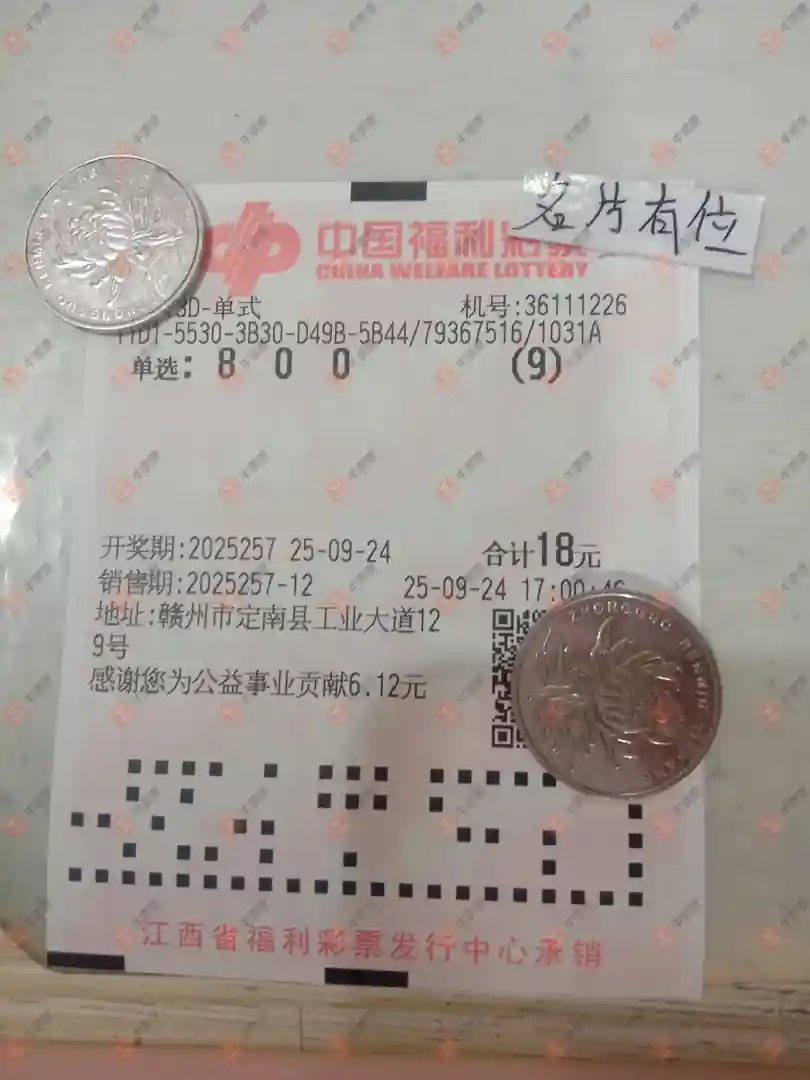 名片有位
中国福利彩票
CHINA WELFARE LOTTERY
3D-单式 机号:36111226
5530-3B30-D49B-5B44/79367516/1031A
单选: 8 0 0 (9)
开奖期:2025257 25-09-24 合计18元
销售期:2025257-12 25-09-24 17:00:46
地址:赣州市定南县工业大道12
9号
感谢您为公益事业贡献6.12元
江西省福利彩票发行中心承销